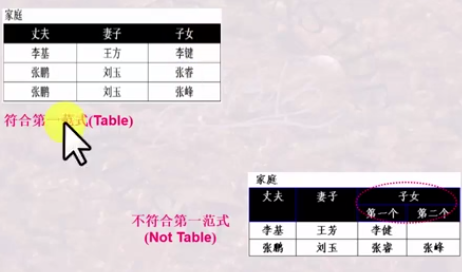 家庭
丈夫 妻子 子女
李基 王方 李健
张鹏 刘玉 张睿
张鹏 刘玉 张峰
符合第一范式(Table)
家庭
丈夫 妻子 子女
第一个 第二个
李基 王芳 李健
张鹏 刘玉 张睿 张峰
不符合第一范式
(Not Table)